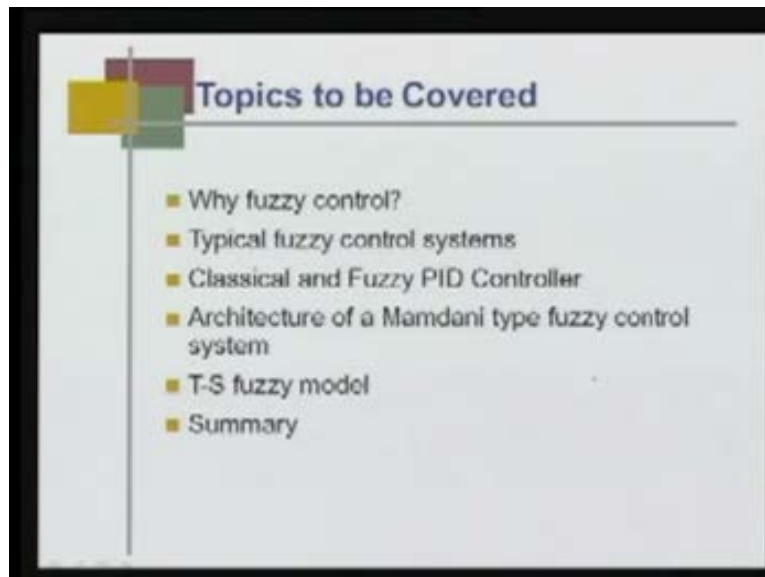 Topics to be Covered
Why fuzzy control?
Typical fuzzy control systems
Classical and Fuzzy PID Controller
Architecture of a Mamdani type fuzzy control
system
T-S fuzzy model
Summary